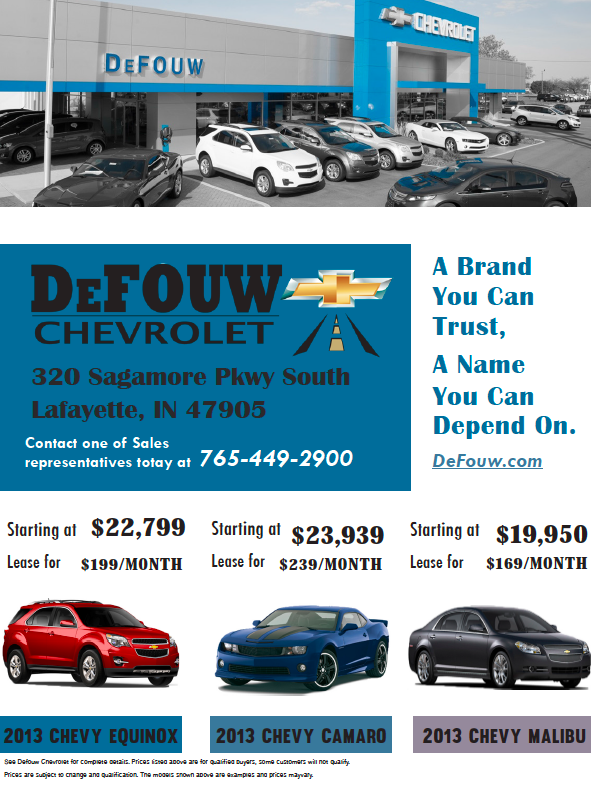 DEFOUW
CHEVROLET
DEFOUW
CHEVROLET
320 Sagamore Pkwy South
Lafayette, IN 47905
Contact one of Sales
representatives totay at 765-449-2900
A Brand
You Can
Trust,
A Name
You Can
Depend On.
DeFouw.com
Starting at $22,799
Lease for $199/MONTH
Starting at $23,939
Lease for $239/MONTH
Starting at $19,950
Lease for $169/MONTH
2013 CHEVY EQUINOX
2013 CHEVY CAMARO
2013 CHEVY MALIBU
See Defouw Chevrolet for complete details. Prices listed above are for qualified buyers, some customers will not qualify.
Prices are subject to change and qualification. The models shown above are examples and prices mayvary.